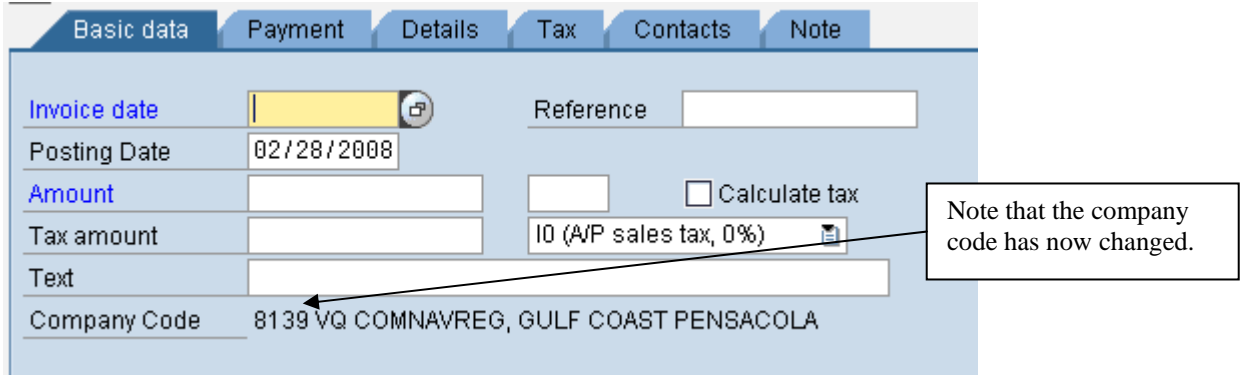 Basic data Payment Details Tax Contacts Note
Invoice date Reference
Posting Date 02/28/2008
Amount Calculate tax
Tax amount I0 (A/P sales tax, 0%)
Text
Company Code 8139 VQ COMNAVREG, GULF COAST PENSACOLA
Note that the company
code has now changed.